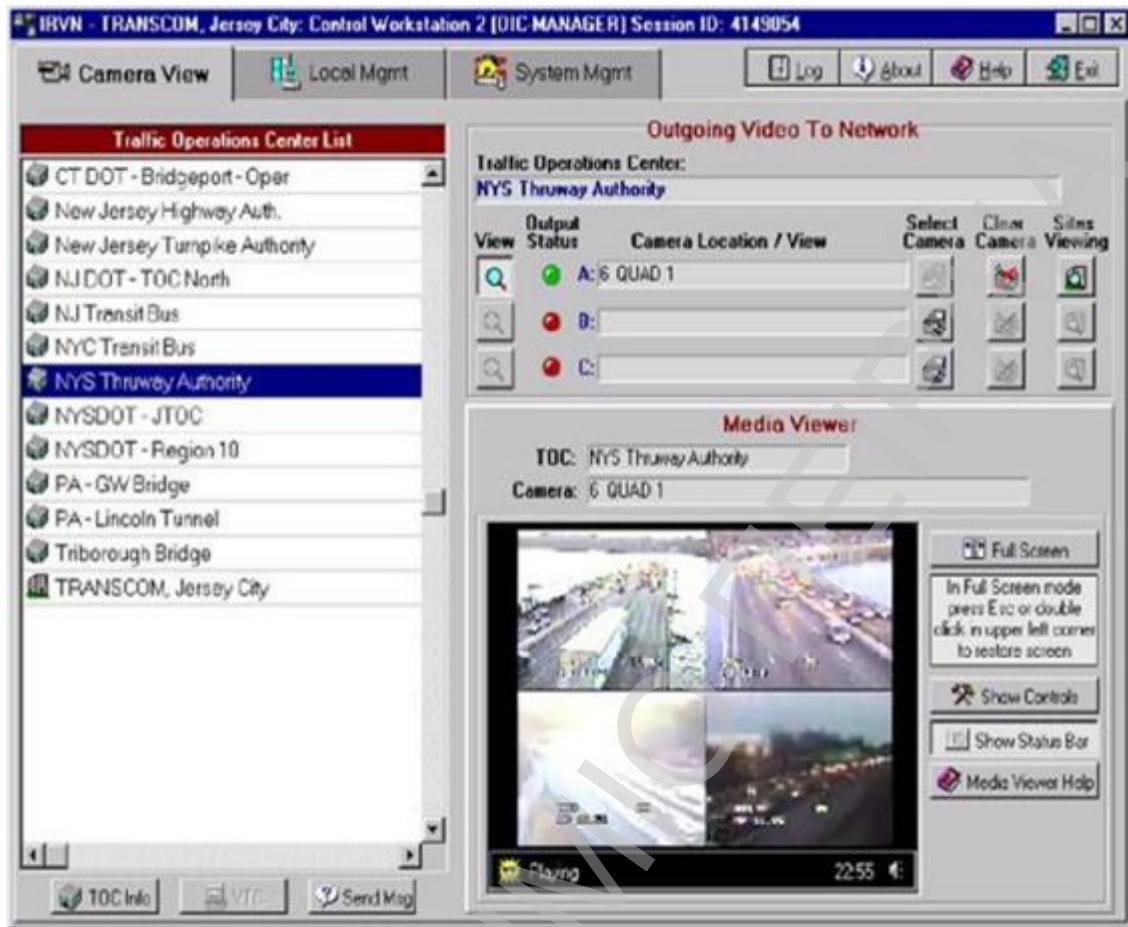 IRVN - TRANSCOM, Jersey City: Control Workstation 2 [OIC-MANAGER] Session ID: 4149054
Camera View
Local Mgmt
System Mgmt
Log
About
Help
Exit
Traffic Operations Center List
CT DOT - Bridgeport - Oper
New Jersey Highway Auth.
New Jersey Turnpike Authority
NJ DOT - TOC North
NJ Transit Bus
NYC Transit Bus
NYS Thruway Authority
NYSDOT - JTOC
NYSDOT - Region 10
PA - GW Bridge
PA - Lincoln Tunnel
Triborough Bridge
TRANSCOM, Jersey City
TOC Info
Send Msg
Outgoing Video To Network
Traffic Operations Center:
NYS Thruway Authority
View
Output Status
Camera Location / View
Select Camera
Clear Camera
Sites Viewing
A: 6 QUAD 1
B:
C:
Media Viewer
TOC: NYS Thruway Authority
Camera: 6 QUAD 1
Full Screen
In Full Screen mode
press Esc or double
click in upper left corner
to restore screen
Show Controls
Show Status Bar
Media Viewer Help
Playing
22:55